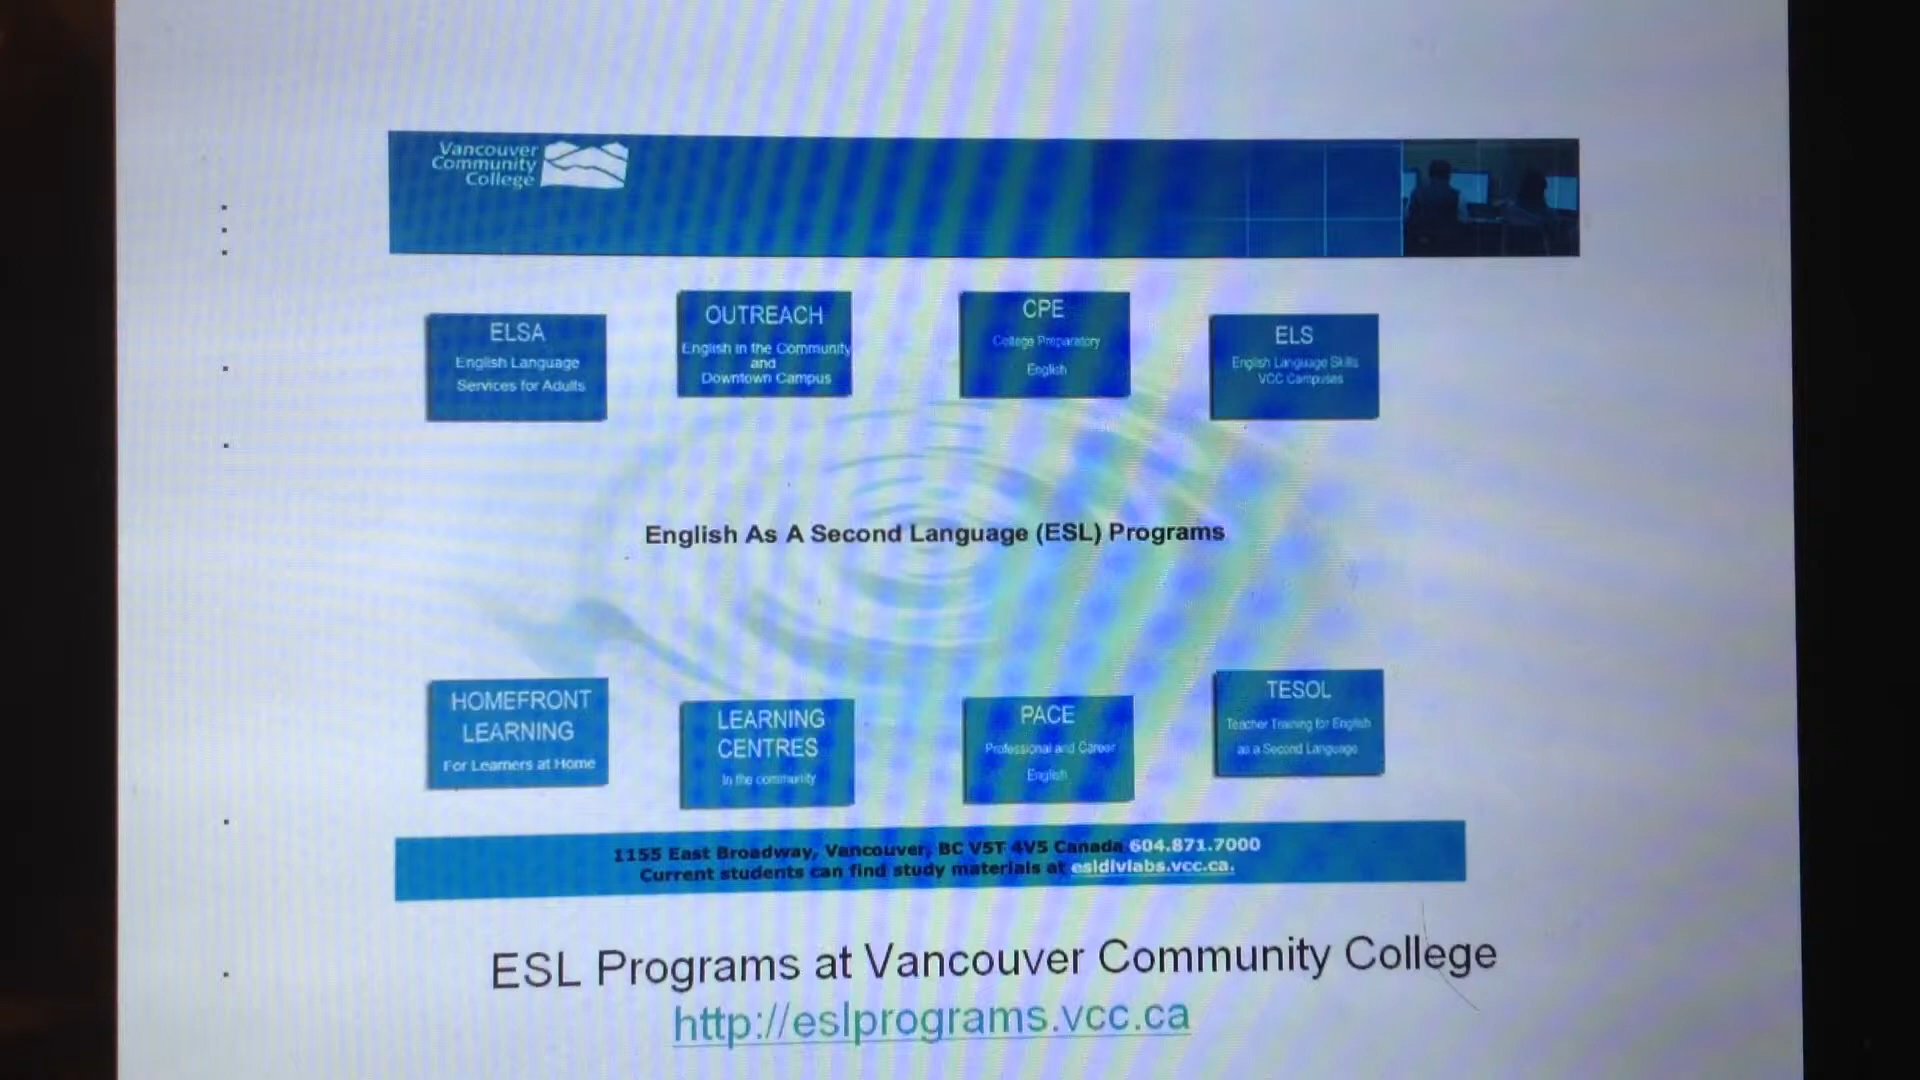 Vancouver
Community
College
ELSA
English Language
Services for Adults
OUTREACH
English in the Community
and
Downtown Campus
CPE
College Preparatory
English
ELS
English Language Skills
VCC Campuses
English As A Second Language (ESL) Programs
HOMEFRONT
LEARNING
For Learners at Home
LEARNING
CENTRES
In the community
PACE
Professional and Career
English
TESOL
Teacher Training for English
as a Second Language
1155 East Broadway, Vancouver, BC V5T 4V5 Canada 604.871.7000
Current students can find study materials at esldivlabs.vcc.ca.
ESL Programs at Vancouver Community College
http://eslprograms.vcc.ca